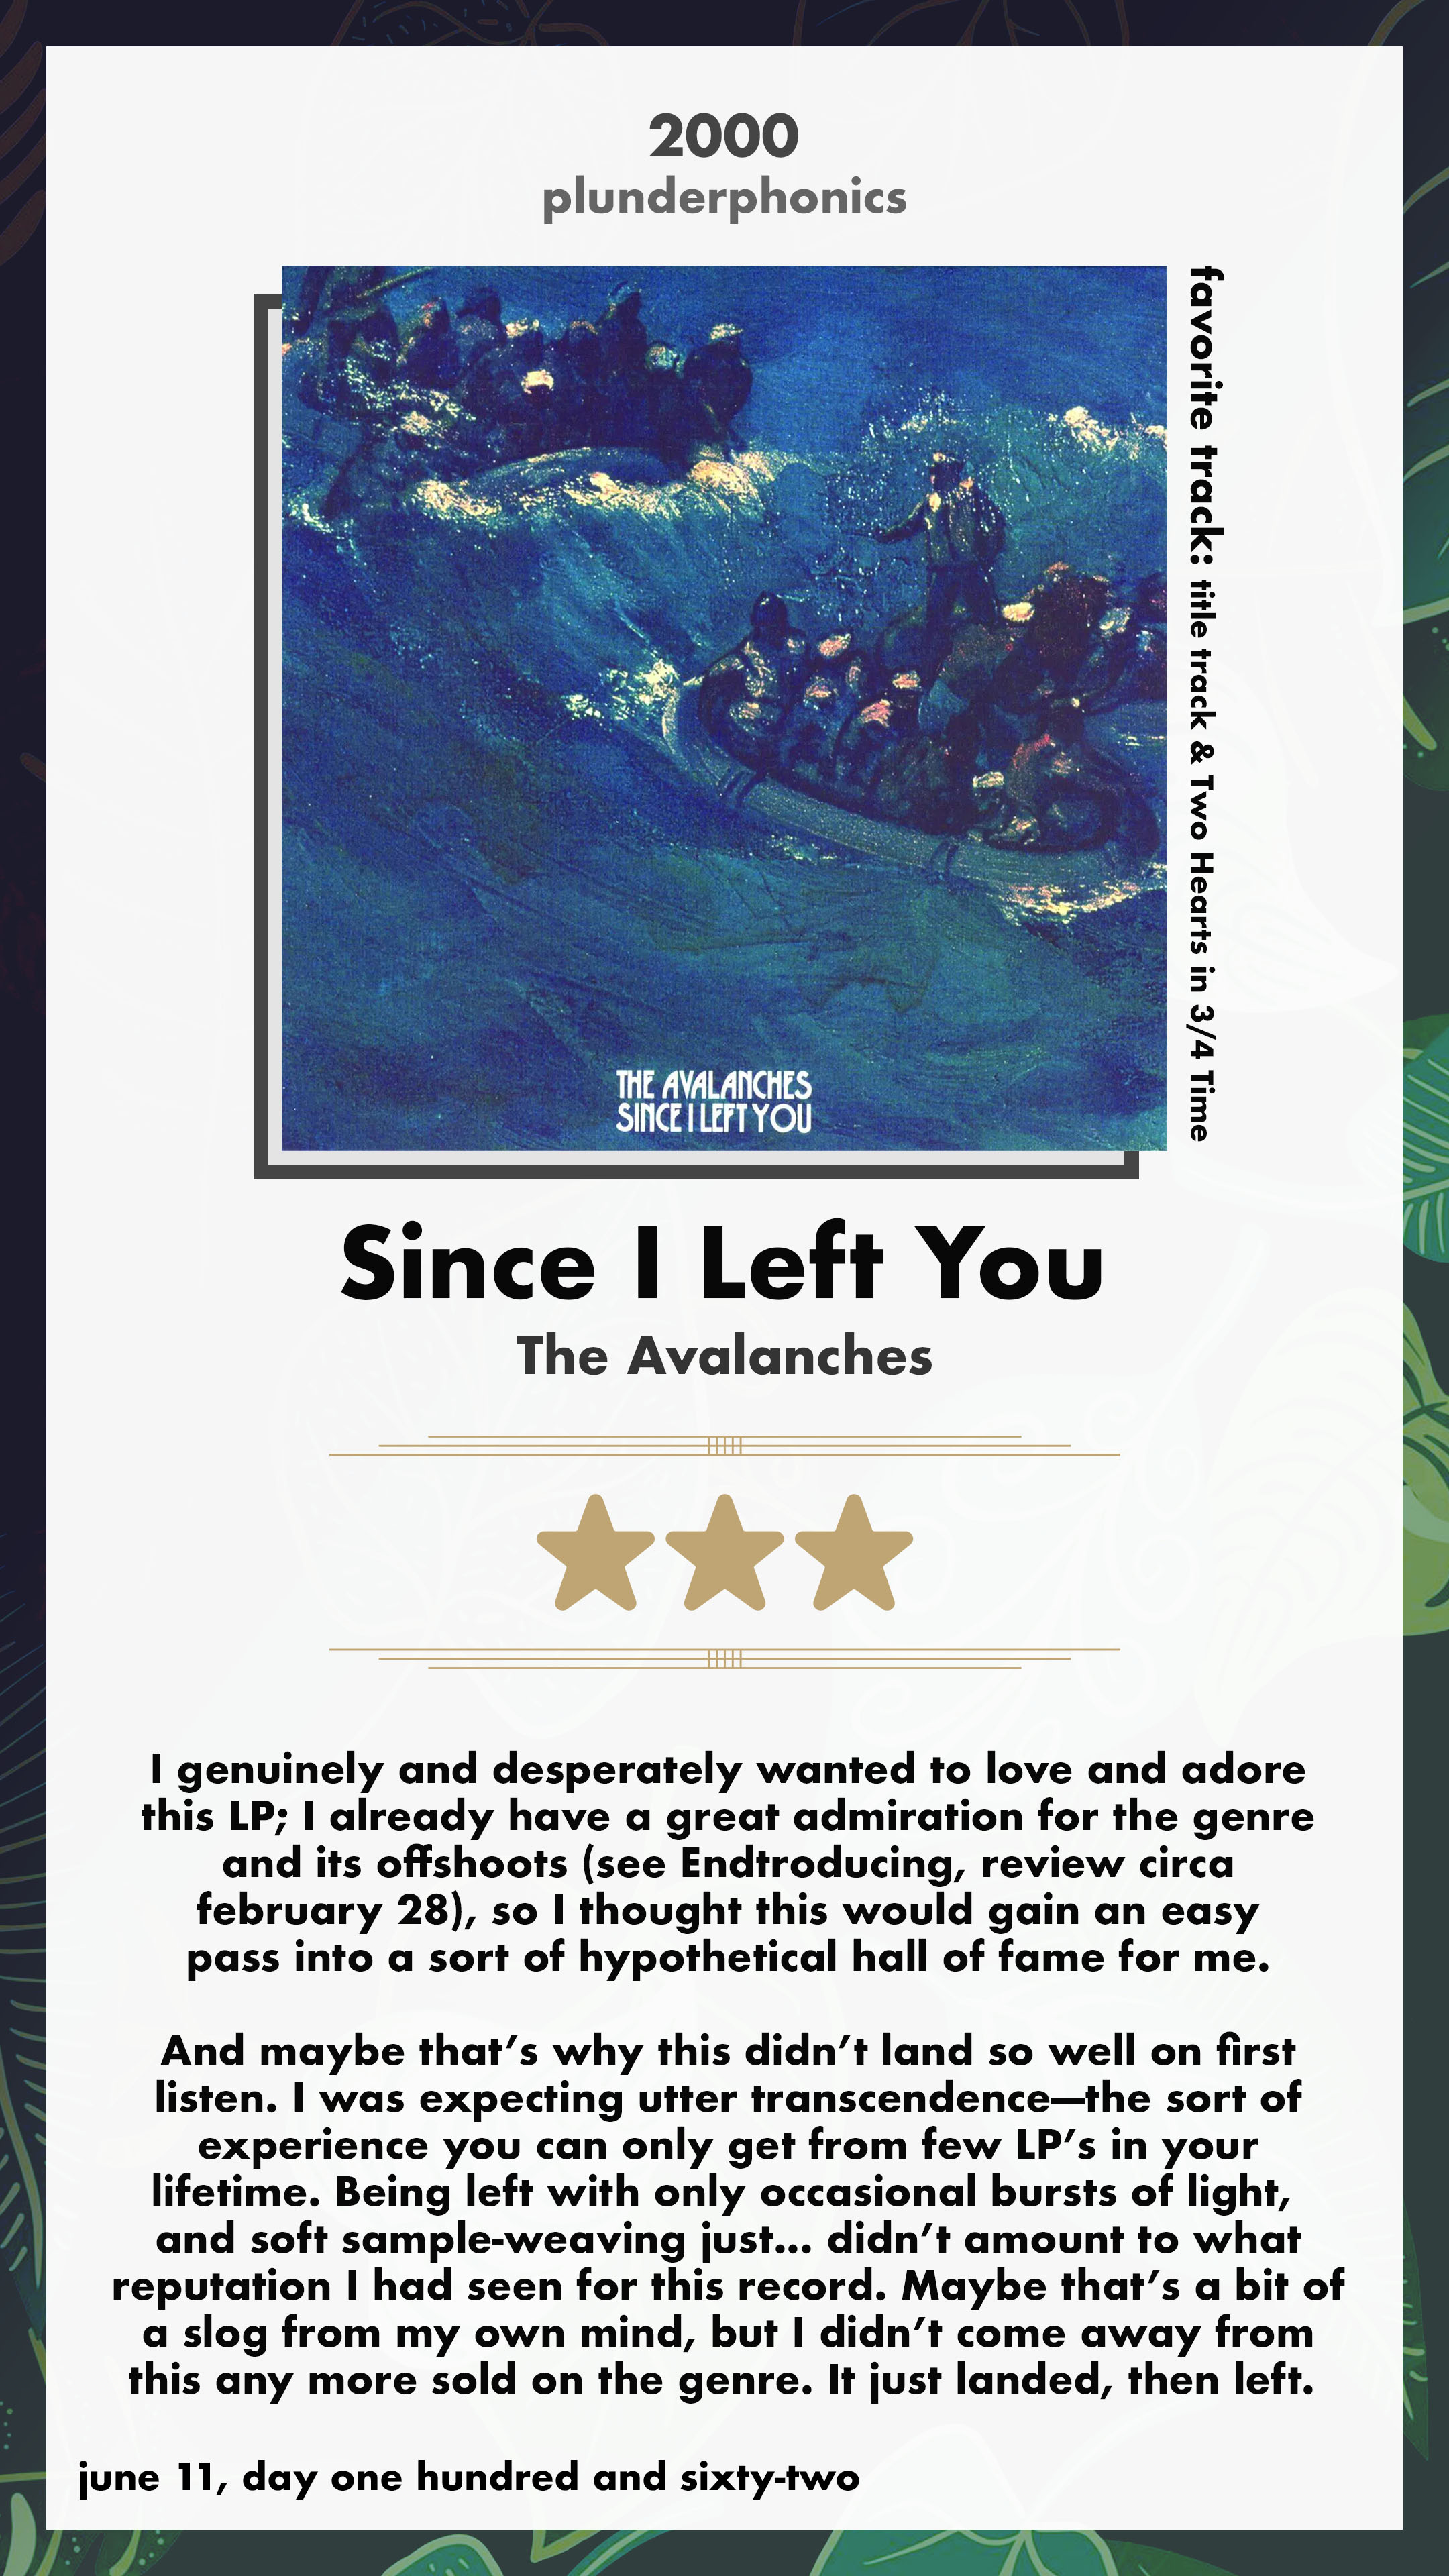 2000
plunderphonics
favorite track: title track & Two Hearts in 3/4 Time
THE AVALANCHES
SINCE I LEFT YOU
Since I Left You
The Avalanches
I genuinely and desperately wanted to love and adore
this LP; I already have a great admiration for the genre
and its offshoots (see Endtroducing, review circa
february 28), so I thought this would gain an easy
pass into a sort of hypothetical hall of fame for me.
And maybe that’s why this didn’t land so well on first
listen. I was expecting utter transcendence—the sort of
experience you can only get from few LP’s in your
lifetime. Being left with only occasional bursts of light,
and soft sample-weaving just... didn’t amount to what
reputation I had seen for this record. Maybe that’s a bit of
a slog from my own mind, but I didn’t come away from
this any more sold on the genre. It just landed, then left.
june 11, day one hundred and sixty-two